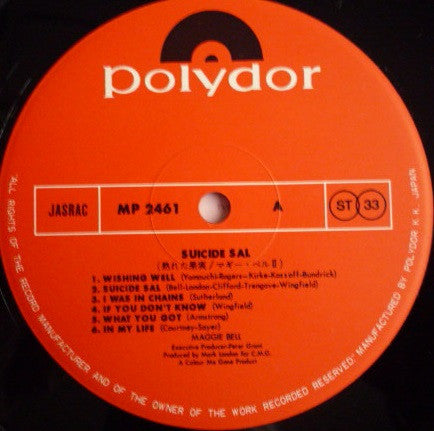 polydor
JASRAC
MP 2461
A
ST 33
SUICIDE SAL
(熟れた果実/マギー・ベルⅡ)
1. WISHING WELL (Yamauchi-Rogers-Kirke-Kossoff-Bundrick)
2. SUICIDE SAL (Bell-London-Clifford-Trengove-Wingfield)
3. I WAS IN CHAINS (Sutherland)
4. IF YOU DON'T KNOW (Wingfield)
5. WHAT YOU GOT (Armstrong)
6. IN MY LIFE (Courtney-Sayer)
MAGGIE BELL
Executive Producer-Peter Grant
Produced by Mark London for C.M.G.
A Colour Me Gone Product
ALL RIGHTS OF THE RECORD MANUFACTURER AND OF THE OWNER OF THE WORK RECORDED RESERVED. MANUFACTURED BY POLYDOR K.K. JAPAN